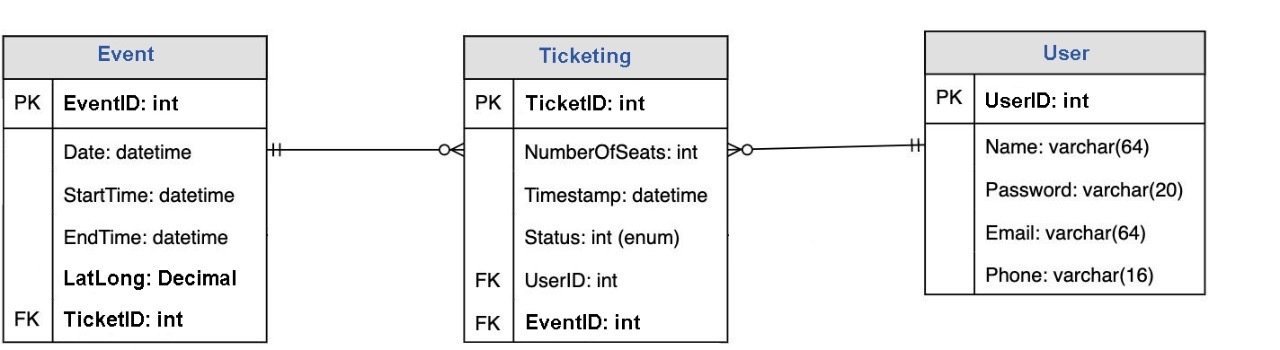 Event
PK EventID: int
Date: datetime
StartTime: datetime
EndTime: datetime
LatLong: Decimal
FK TicketID: int
Ticketing
PK TicketID: int
NumberOfSeats: int
Timestamp: datetime
Status: int (enum)
FK UserID: int
FK EventID: int
User
PK UserID: int
Name: varchar(64)
Password: varchar(20)
Email: varchar(64)
Phone: varchar(16)